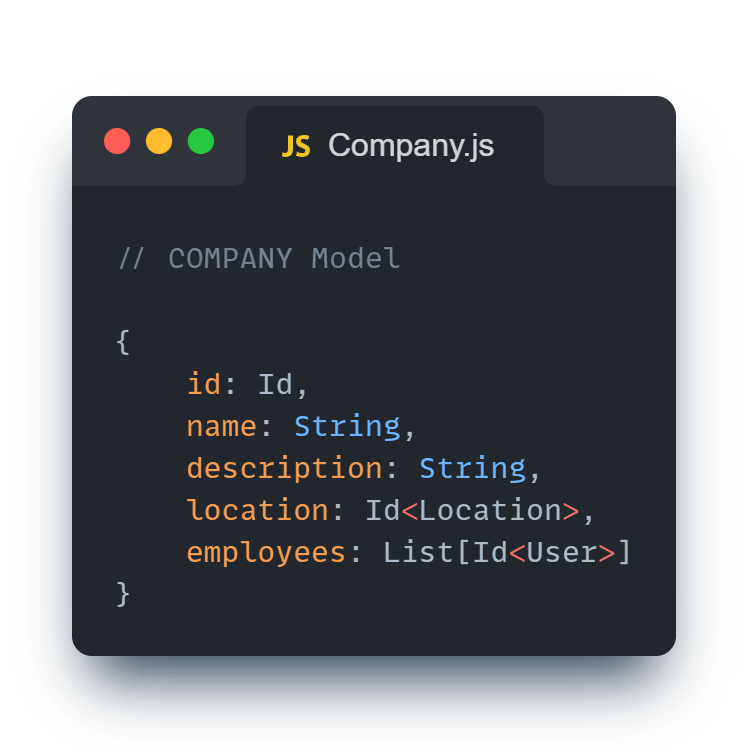 JS Company.js
// COMPANY Model
{
id: Id,
name: String,
description: String,
location: Id<Location>,
employees: List[Id<User>]
}